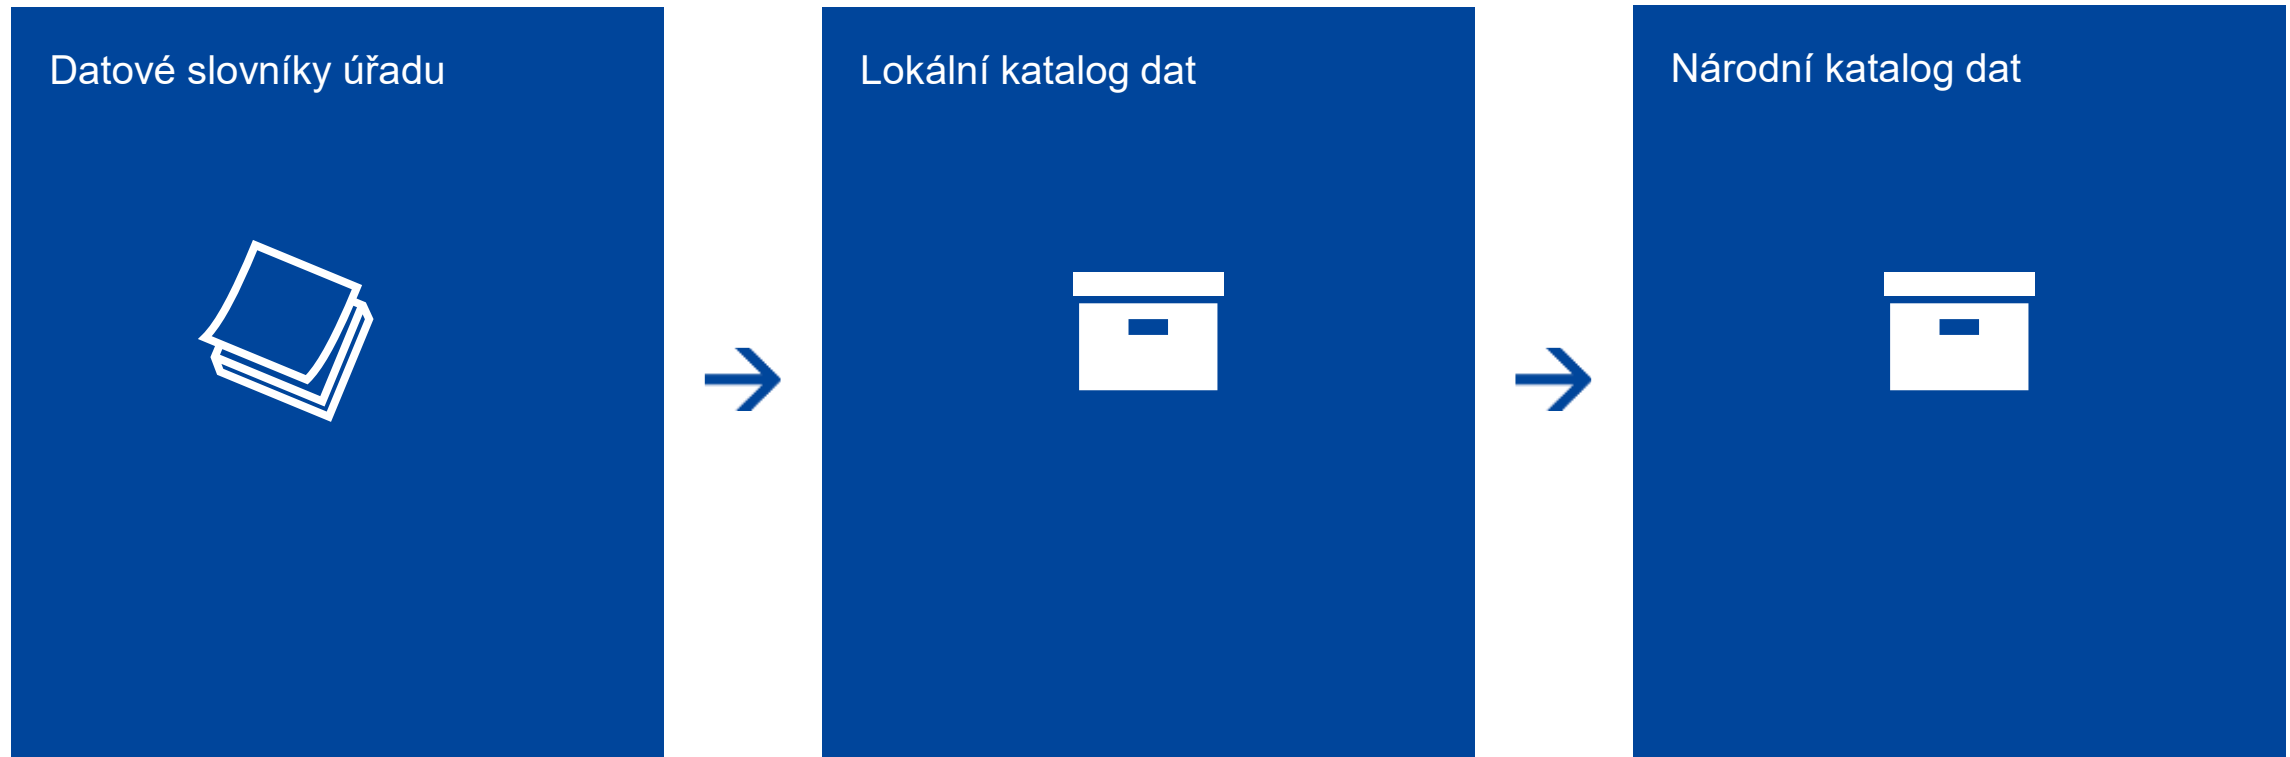 Datové slovníky úřadu
Lokální katalog dat
Národní katalog dat